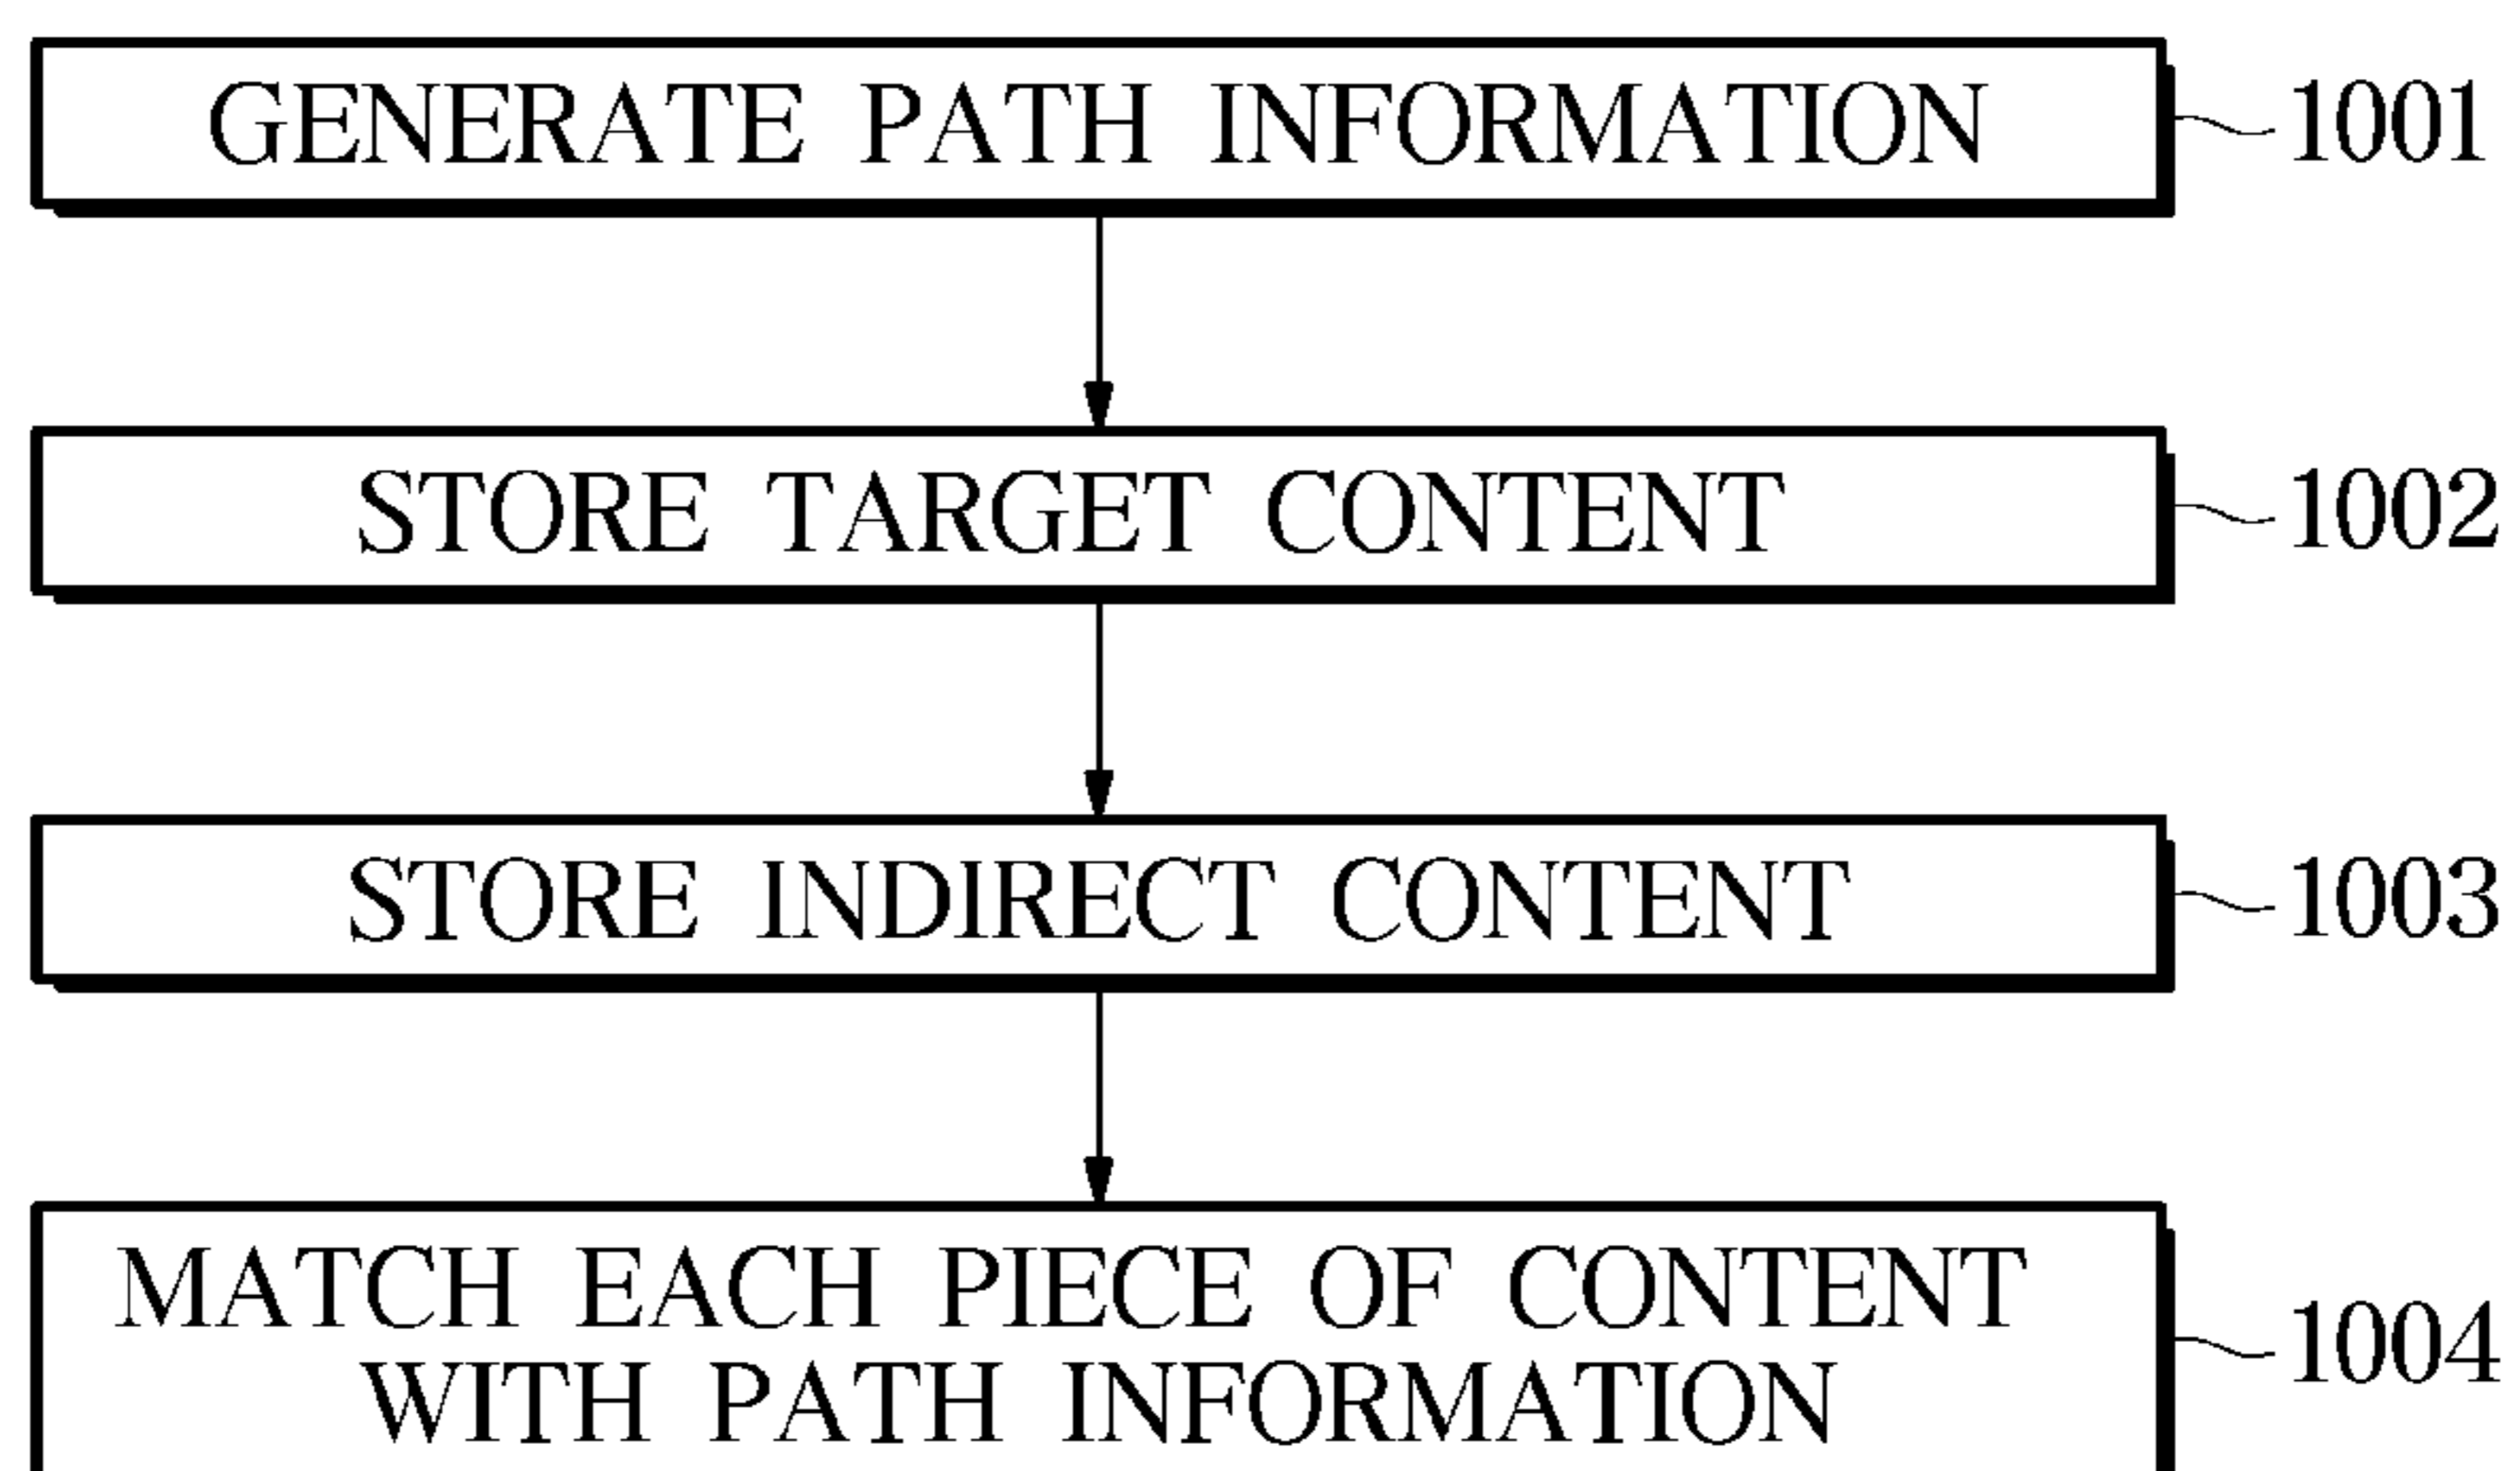 GENERATE PATH INFORMATION 1001
STORE TARGET CONTENT 1002
STORE INDIRECT CONTENT 1003
MATCH EACH PIECE OF CONTENT
WITH PATH INFORMATION
1004